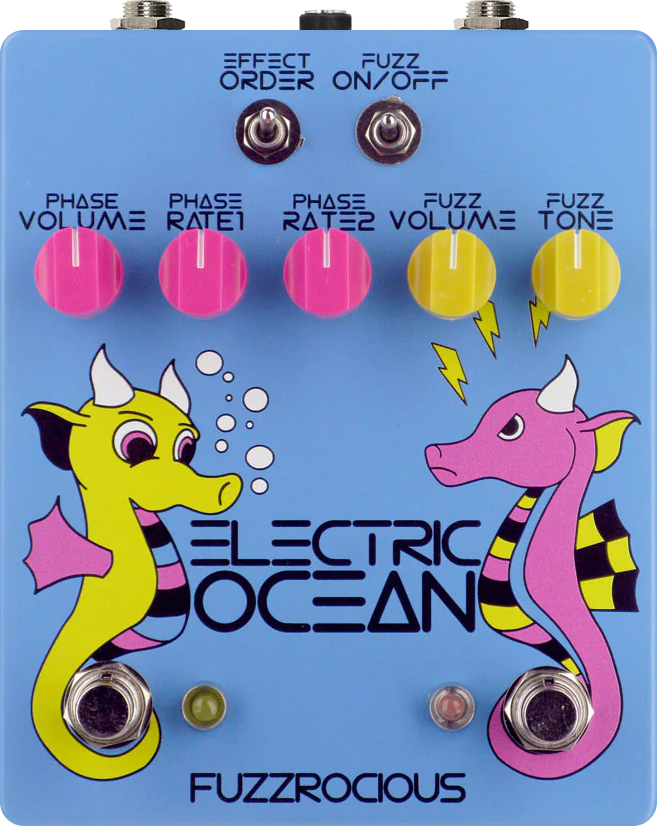 EFFECT
ORDER
FUZZ
ON/OFF
PHASE
VOLUME
PHASE
RATE1
PHASE
RATE2
FUZZ
VOLUME
FUZZ
TONE
ELECTRIC
OCEAN
FUZZROCIOUS